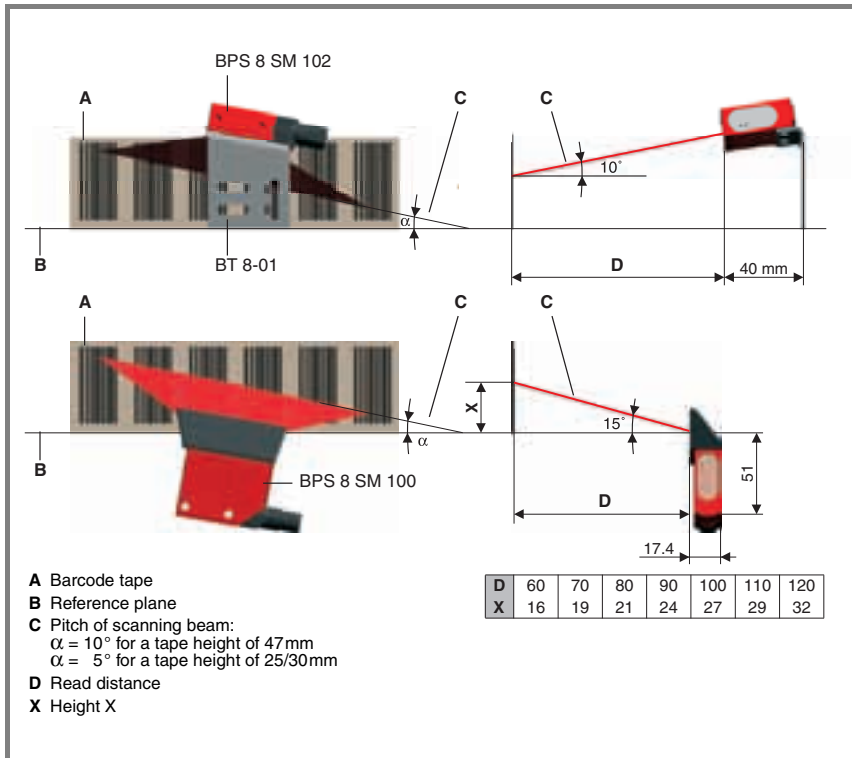 BPS 8 SM 102
A
C
C
10°
α
B
BT 8-01
D
40 mm
A
C
C
X
15°
α
B
BPS 8 SM 100
D
51
17.4
A Barcode tape
B Reference plane
C Pitch of scanning beam:
α = 10° for a tape height of 47mm
α = 5° for a tape height of 25/30mm
D Read distance
X Height X
D 60 70 80 90 100 110 120
X 16 19 21 24 27 29 32